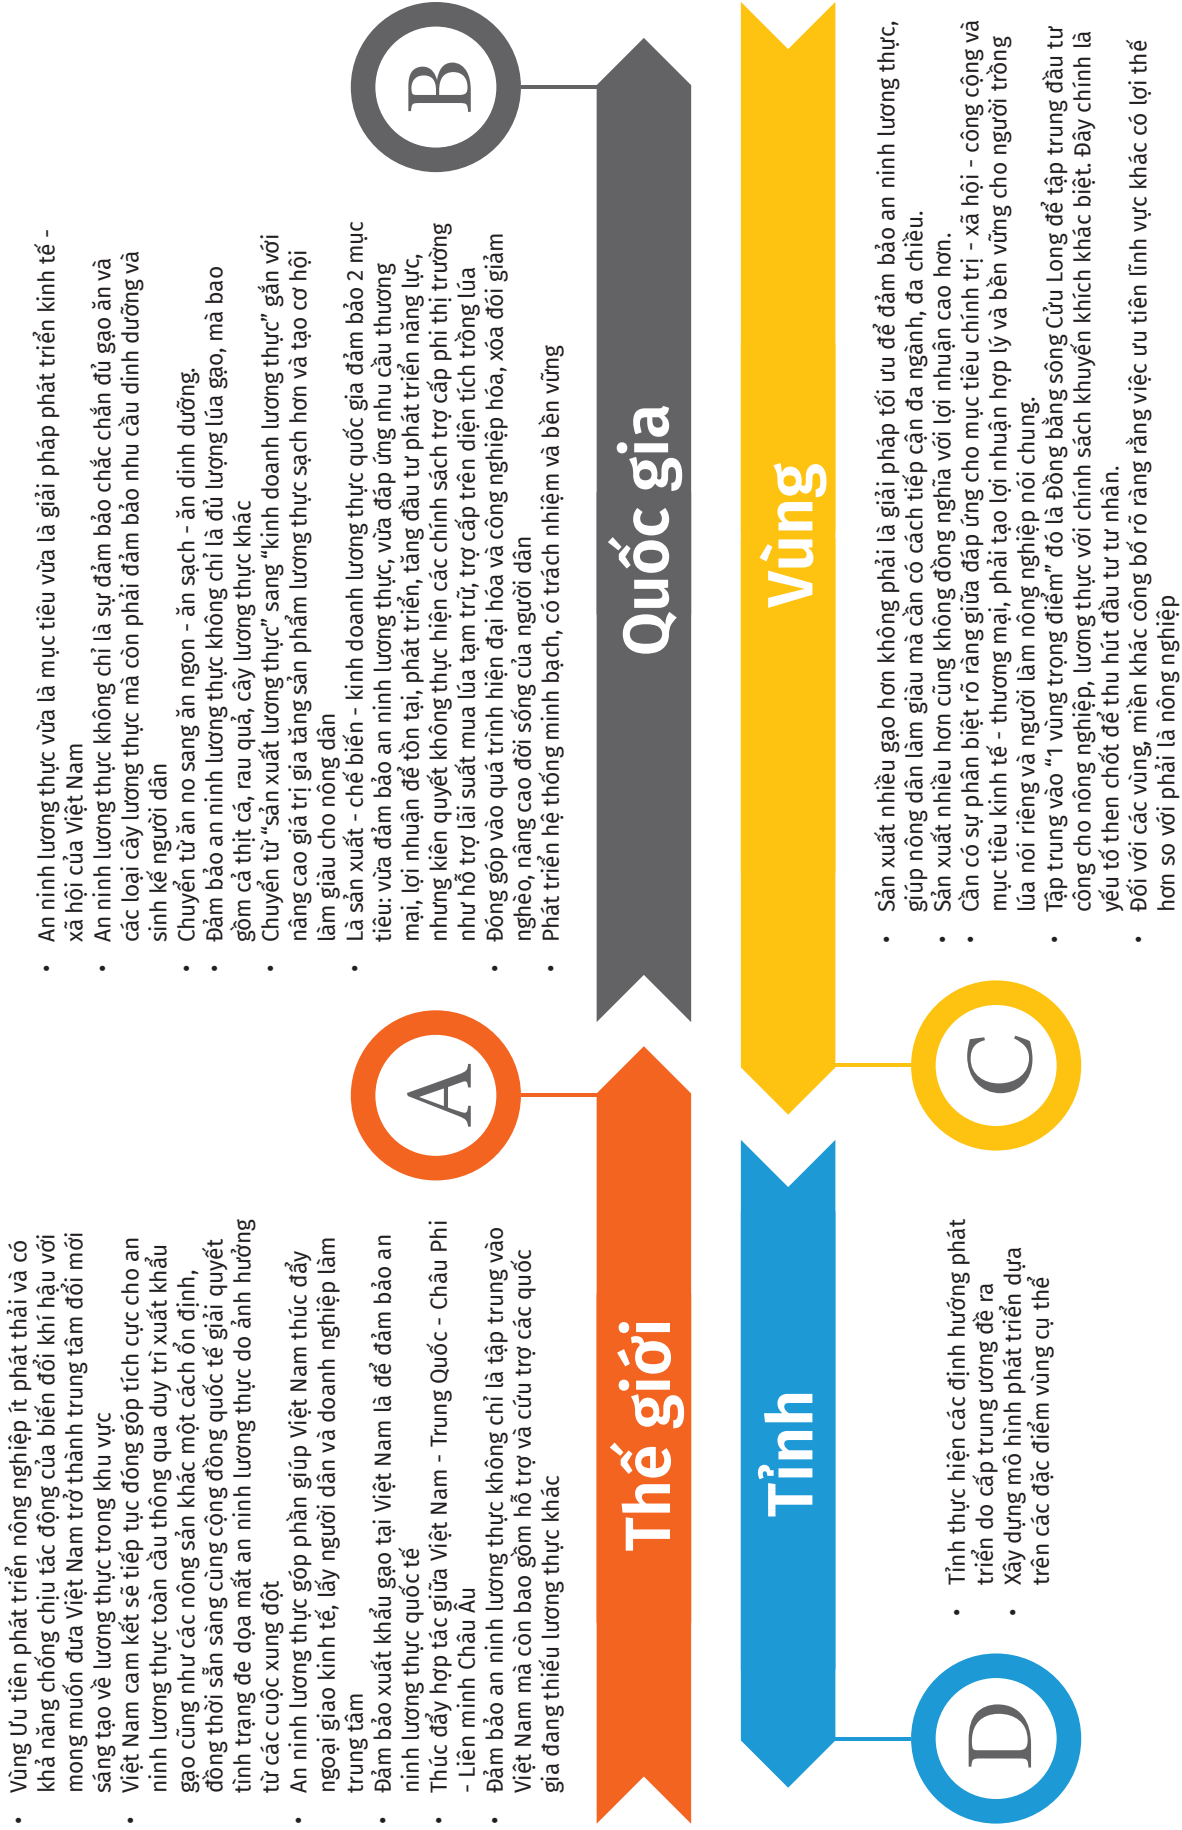 • Vùng Ưu tiên phát triển nông nghiệp ít phát thải và có
khả năng chống chịu tác động của biến đổi khí hậu với
mong muốn đưa Việt Nam trở thành trung tâm đổi mới
sáng tạo về lương thực trong khu vực
• Việt Nam cam kết sẽ tiếp tục đóng góp tích cực cho an
ninh lương thực toàn cầu thông qua duy trì xuất khẩu
gạo cũng như các nông sản khác một cách ổn định,
đồng thời sẵn sàng cùng cộng đồng quốc tế giải quyết
tình trạng đe dọa mất an ninh lương thực do ảnh hưởng
từ các cuộc xung đột
• An ninh lương thực góp phần giúp Việt Nam thúc đẩy
ngoại giao kinh tế, lấy người dân và doanh nghiệp làm
trung tâm
• Đảm bảo xuất khẩu gạo tại Việt Nam là để đảm bảo an
ninh lương thực quốc tế
• Thúc đẩy hợp tác giữa Việt Nam - Trung Quốc - Châu Phi
- Liên minh Châu Âu
• Đảm bảo an ninh lương thực không chỉ là tập trung vào
Việt Nam mà còn bao gồm hỗ trợ và cứu trợ các quốc
gia đang thiếu lương thực khác
A
Thế giới
• An ninh lương thực vừa là mục tiêu vừa là giải pháp phát triển kinh tế -
xã hội của Việt Nam
• An ninh lương thực không chỉ là sự đảm bảo chắc chắn đủ gạo ăn và
các loại cây lương thực mà còn phải đảm bảo nhu cầu dinh dưỡng và
sinh kế người dân
• Chuyển từ ăn no sang ăn ngon - ăn sạch - ăn dinh dưỡng.
• Đảm bảo an ninh lương thực không chỉ là đủ lượng lúa gạo, mà bao
gồm cả thịt cá, rau quả, cây lương thực khác
• Chuyển từ “sản xuất lương thực” sang “kinh doanh lương thực” gắn với
nâng cao giá trị gia tăng sản phẩm lương thực sạch hơn và tạo cơ hội
làm giàu cho nông dân
• Là sản xuất - chế biến - kinh doanh lương thực quốc gia đảm bảo 2 mục
tiêu: vừa đảm bảo an ninh lương thực, vừa đáp ứng nhu cầu thương
mại, lợi nhuận để tồn tại, phát triển, tăng đầu tư phát triển năng lực,
nhưng kiên quyết không thực hiện các chính sách trợ cấp phi thị trường
như hỗ trợ lãi suất mua lúa tạm trữ, trợ cấp trên diện tích trồng lúa
• Đóng góp vào quá trình hiện đại hóa và công nghiệp hóa, xóa đói giảm
nghèo, nâng cao đời sống của người dân
• Phát triển hệ thống minh bạch, có trách nhiệm và bền vững
B
Quốc gia
Tỉnh
D
• Tỉnh thực hiện các định hướng phát
triển do cấp trung ương đề ra
• Xây dựng mô hình phát triển dựa
trên các đặc điểm vùng cụ thể
Vùng
C
• Sản xuất nhiều gạo hơn không phải là giải pháp tối ưu để đảm bảo an ninh lương thực,
giúp nông dân làm giàu mà cần có cách tiếp cận đa ngành, đa chiều.
• Sản xuất nhiều hơn cũng không đồng nghĩa với lợi nhuận cao hơn.
• Cần có sự phân biệt rõ ràng giữa đáp ứng cho mục tiêu chính trị - xã hội - công cộng và
mục tiêu kinh tế - thương mại, phải tạo lợi nhuận hợp lý và bền vững cho người trồng
lúa nói riêng và người làm nông nghiệp nói chung.
• Tập trung vào “1 vùng trọng điểm” đó là Đồng bằng sông Cửu Long để tập trung đầu tư
công cho nông nghiệp, lương thực với chính sách khuyến khích khác biệt. Đây chính là
yếu tố then chốt để thu hút đầu tư tư nhân.
• Đối với các vùng, miền khác công bố rõ ràng rằng việc ưu tiên lĩnh vực khác có lợi thế
hơn so với phải là nông nghiệp